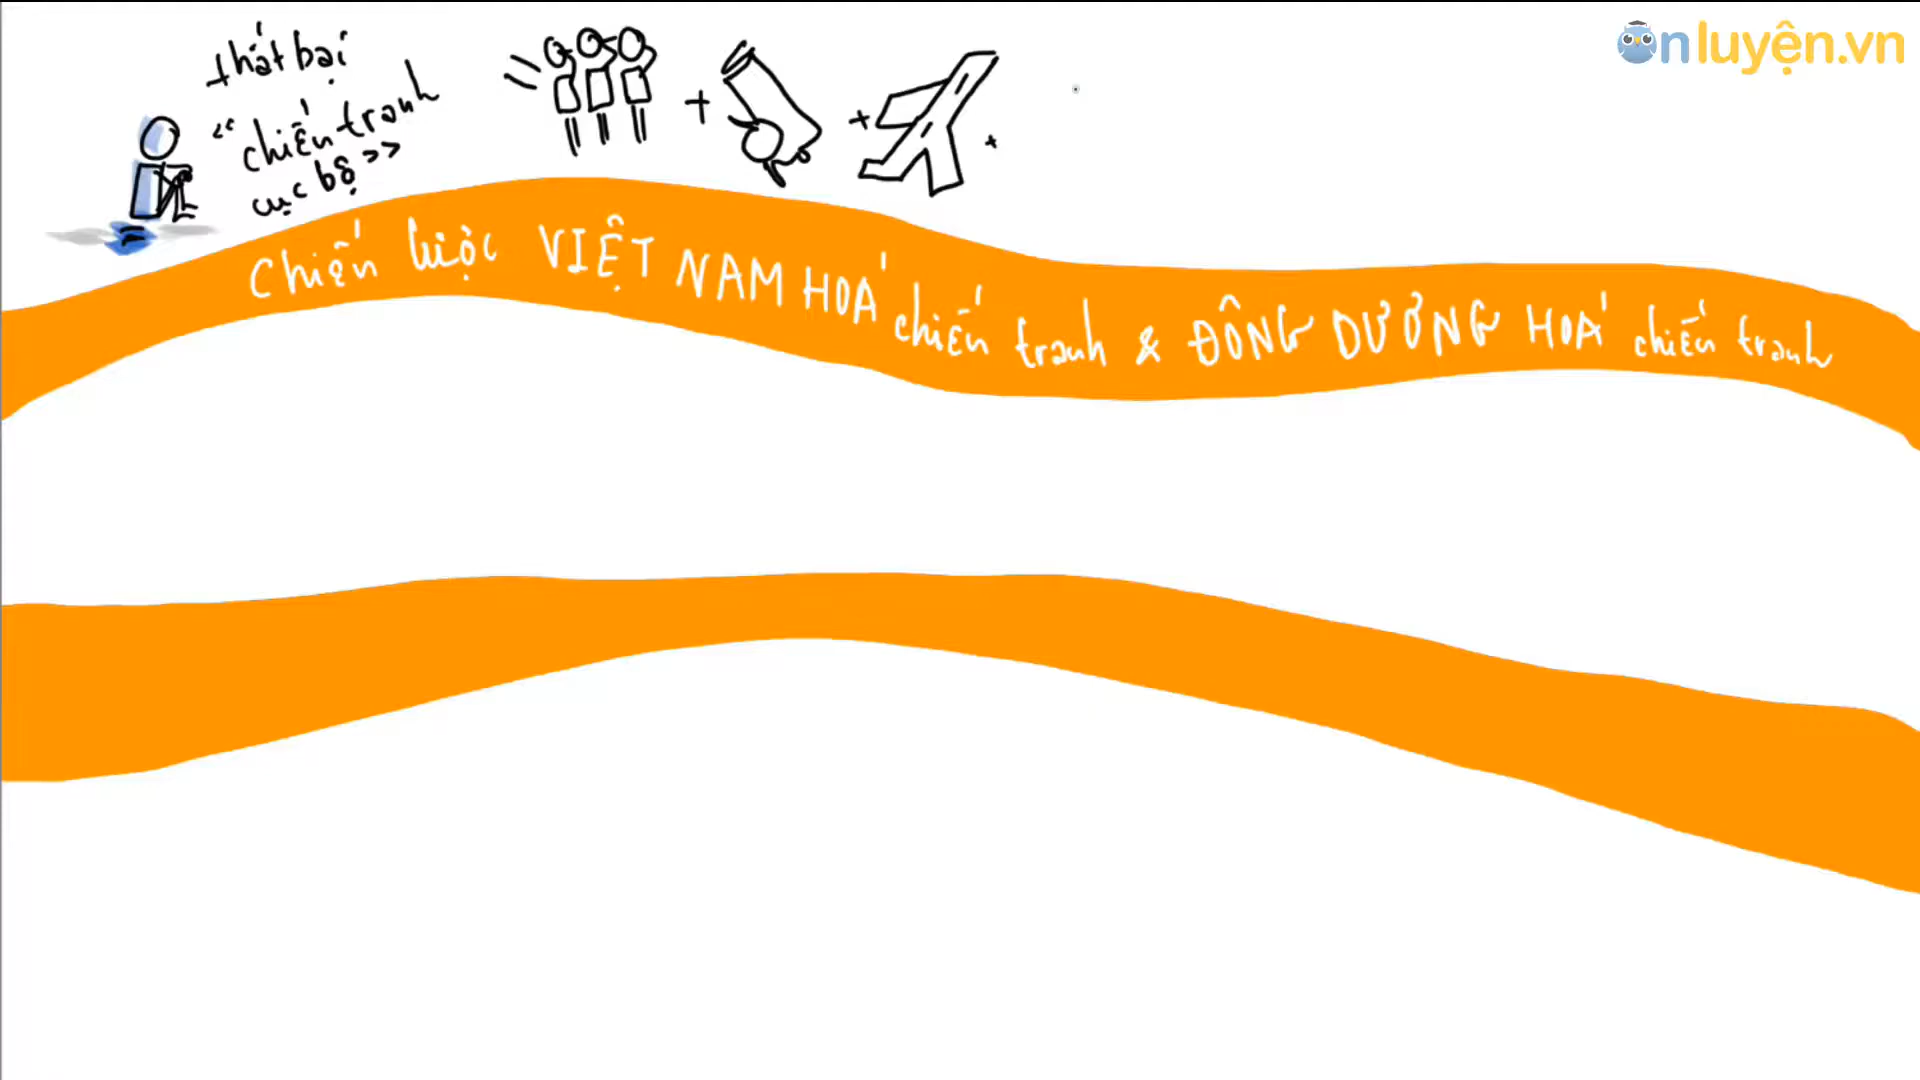 Ônluyện.vn
thất bại
"chiến tranh
cục bộ"
+ + +
Chiến lược VIỆT NAM HOÁ chiến tranh & ĐÔNG DƯƠNG HOÁ chiến tranh